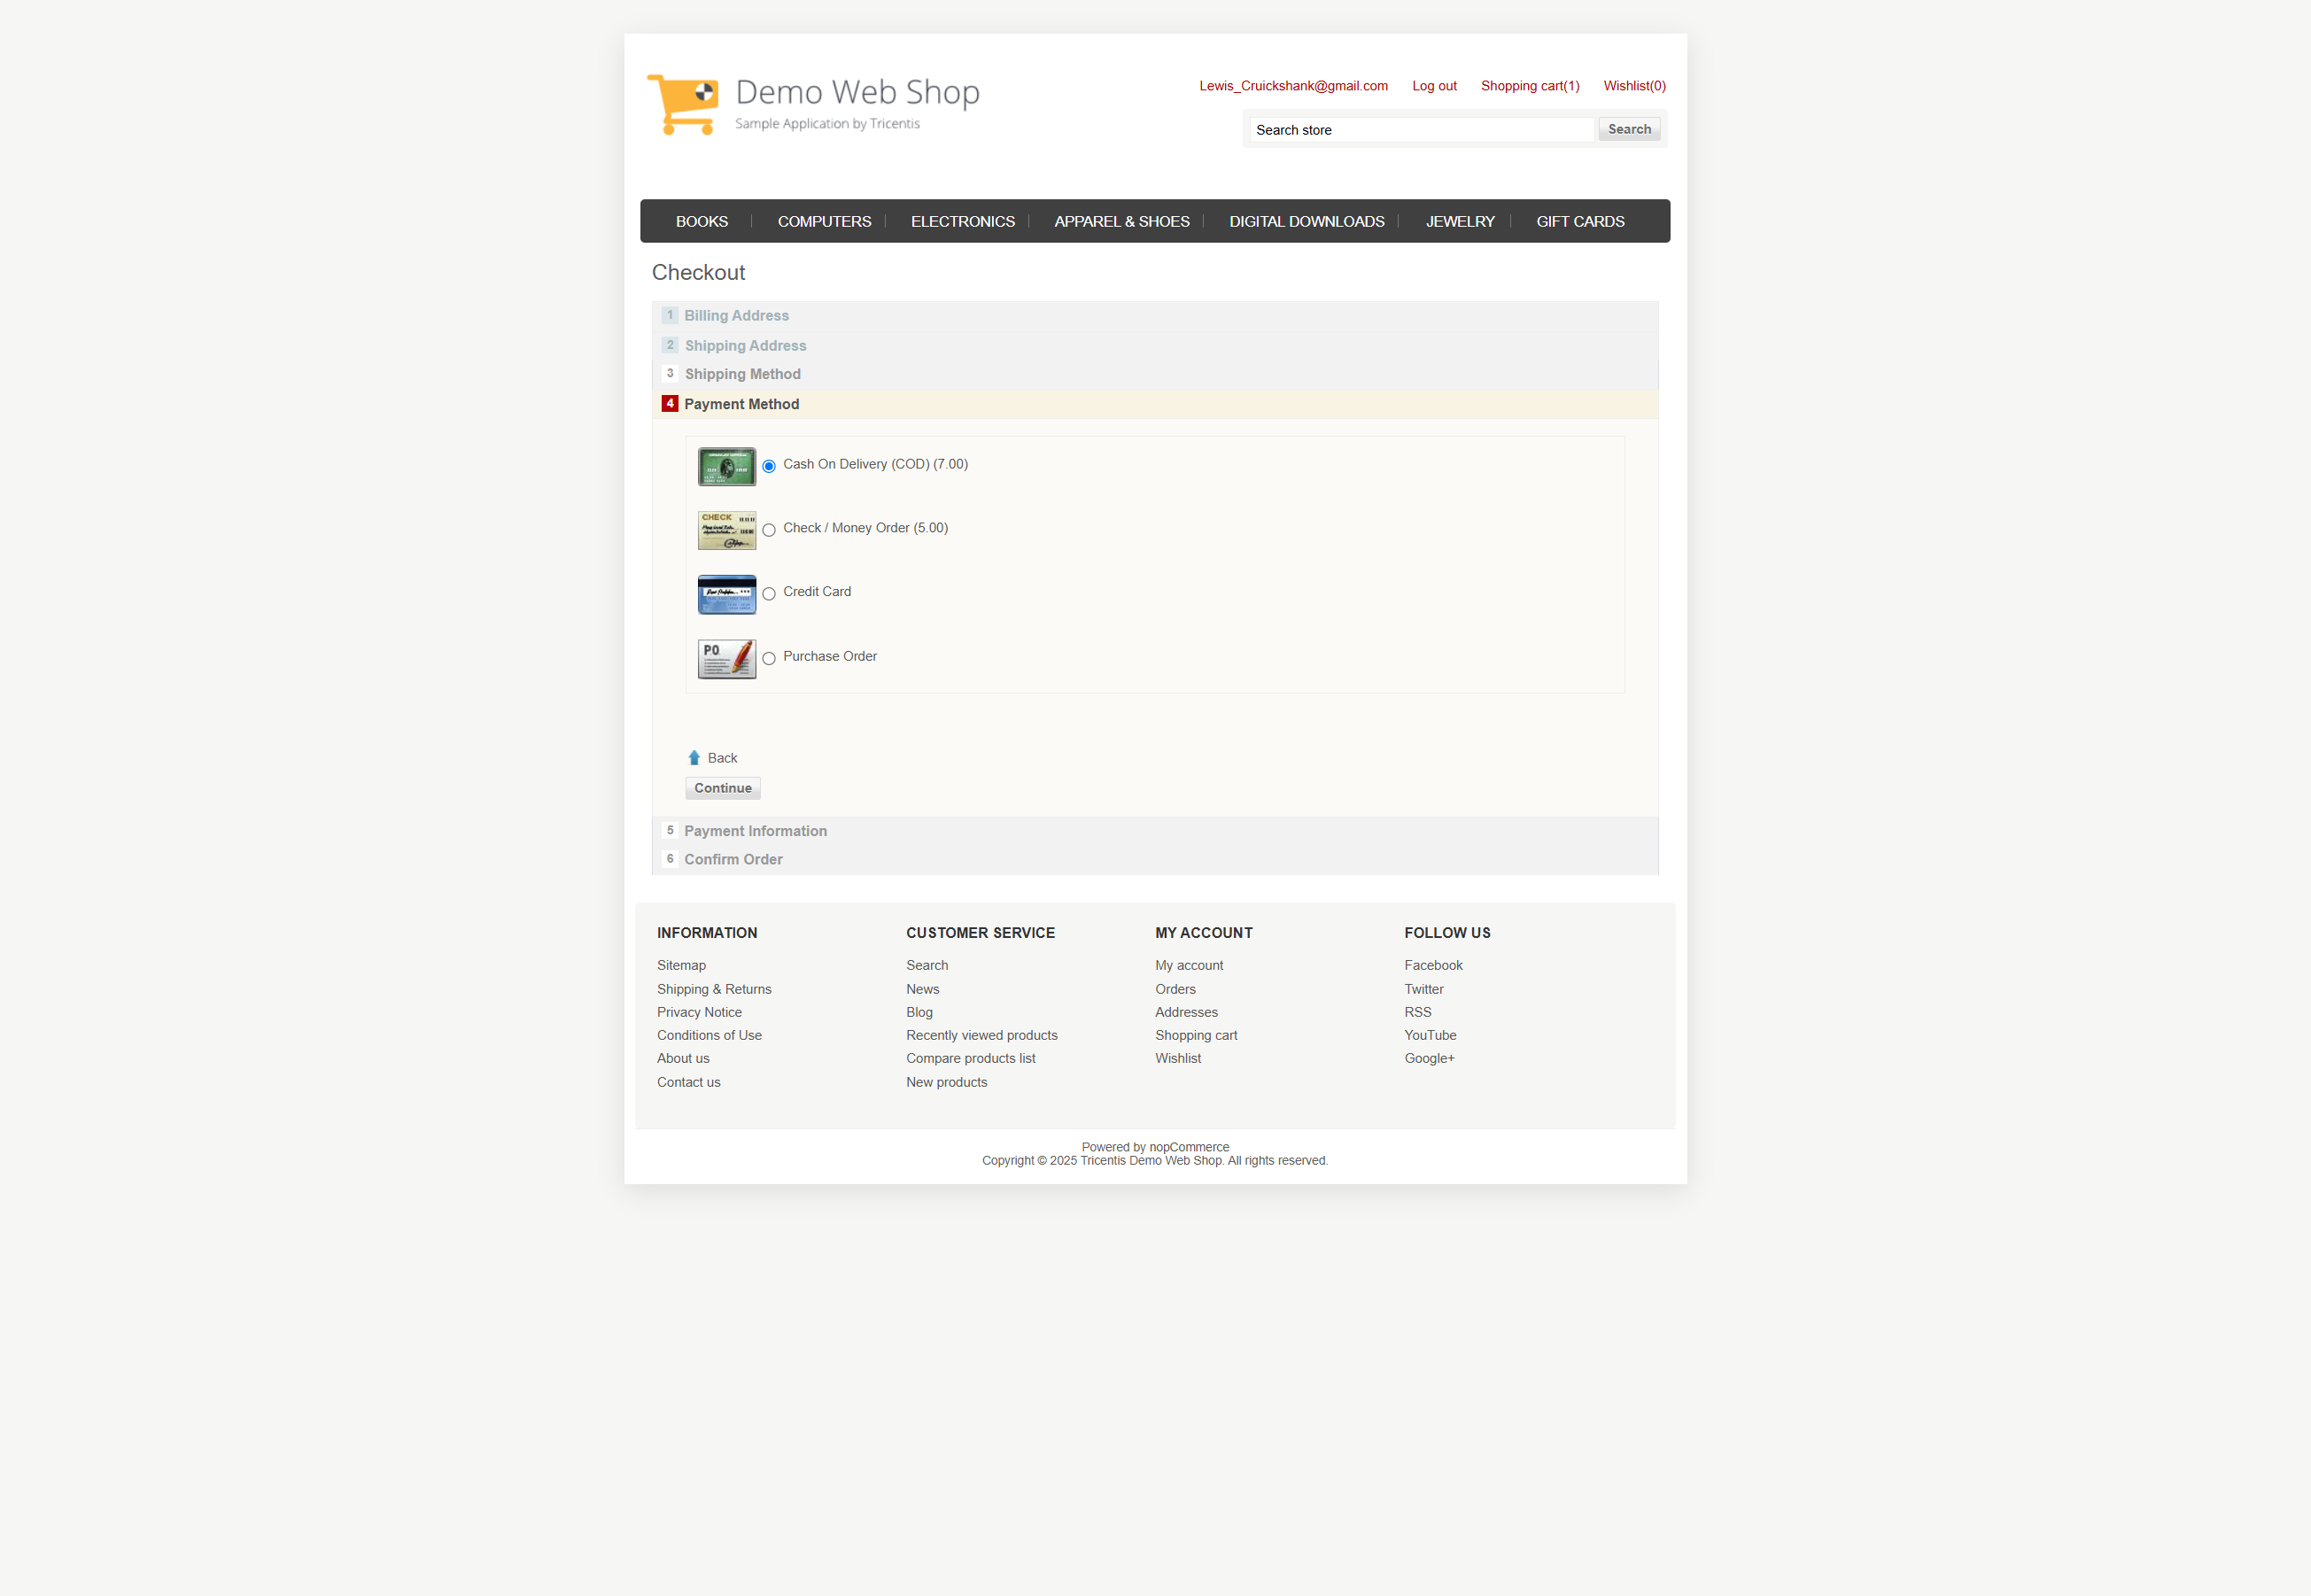 Demo Web Shop
Sample Application by Tricentis
Lewis_Cruickshank@gmail.com Log out Shopping cart(1) Wishlist(0)
Search store Search
BOOKS COMPUTERS ELECTRONICS APPAREL & SHOES DIGITAL DOWNLOADS JEWELRY GIFT CARDS
Checkout
1 Billing Address
2 Shipping Address
3 Shipping Method
4 Payment Method
Cash On Delivery (COD) (7.00)
CHECK
Check / Money Order (5.00)
Credit Card
P.O.
Purchase Order
Back
Continue
5 Payment Information
6 Confirm Order
INFORMATION
Sitemap
Shipping & Returns
Privacy Notice
Conditions of Use
About us
Contact us
CUSTOMER SERVICE
Search
News
Blog
Recently viewed products
Compare products list
New products
MY ACCOUNT
My account
Orders
Addresses
Shopping cart
Wishlist
FOLLOW US
Facebook
Twitter
RSS
YouTube
Google+
Powered by nopCommerce
Copyright © 2025 Tricentis Demo Web Shop. All rights reserved.